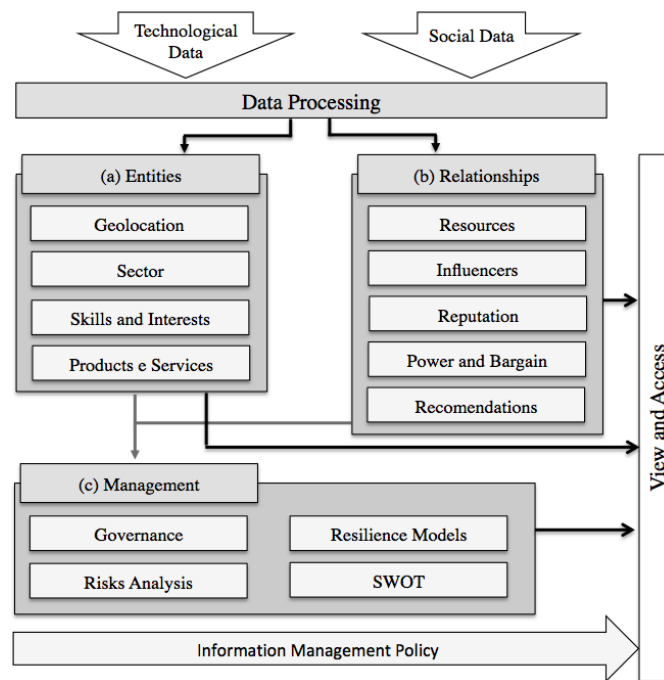 Technological
Data
Social Data
Data Processing
(a) Entities
Geolocation
Sector
Skills and Interests
Products e Services
(b) Relationships
Resources
Influencers
Reputation
Power and Bargain
Recomendations
(c) Management
Governance
Resilience Models
Risks Analysis
SWOT
Information Management Policy
View and Access